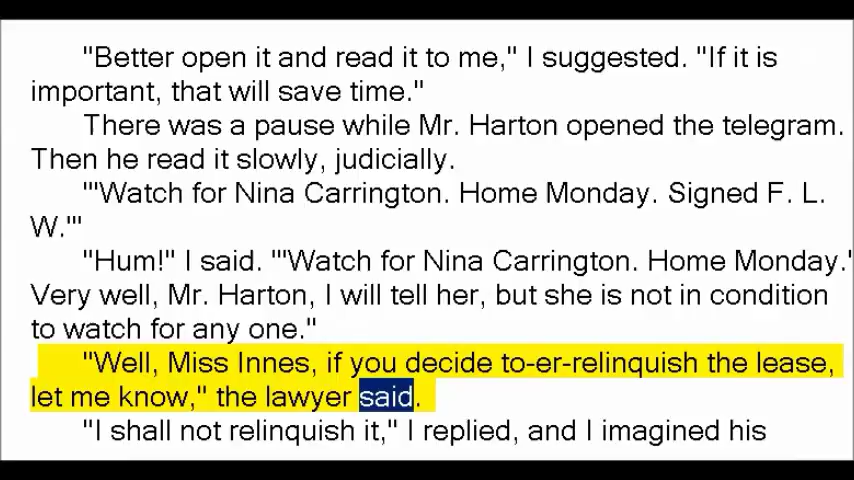 "Better open it and read it to me," I suggested. "If it is
important, that will save time."
There was a pause while Mr. Harton opened the telegram.
Then he read it slowly, judicially.
"'Watch for Nina Carrington. Home Monday. Signed F. L.
W.'"
"Hum!" I said. "'Watch for Nina Carrington. Home Monday.'
Very well, Mr. Harton, I will tell her, but she is not in condition
to watch for any one."
"Well, Miss Innes, if you decide to-er-relinquish the lease,
let me know," the lawyer said.
"I shall not relinquish it," I replied, and I imagined his